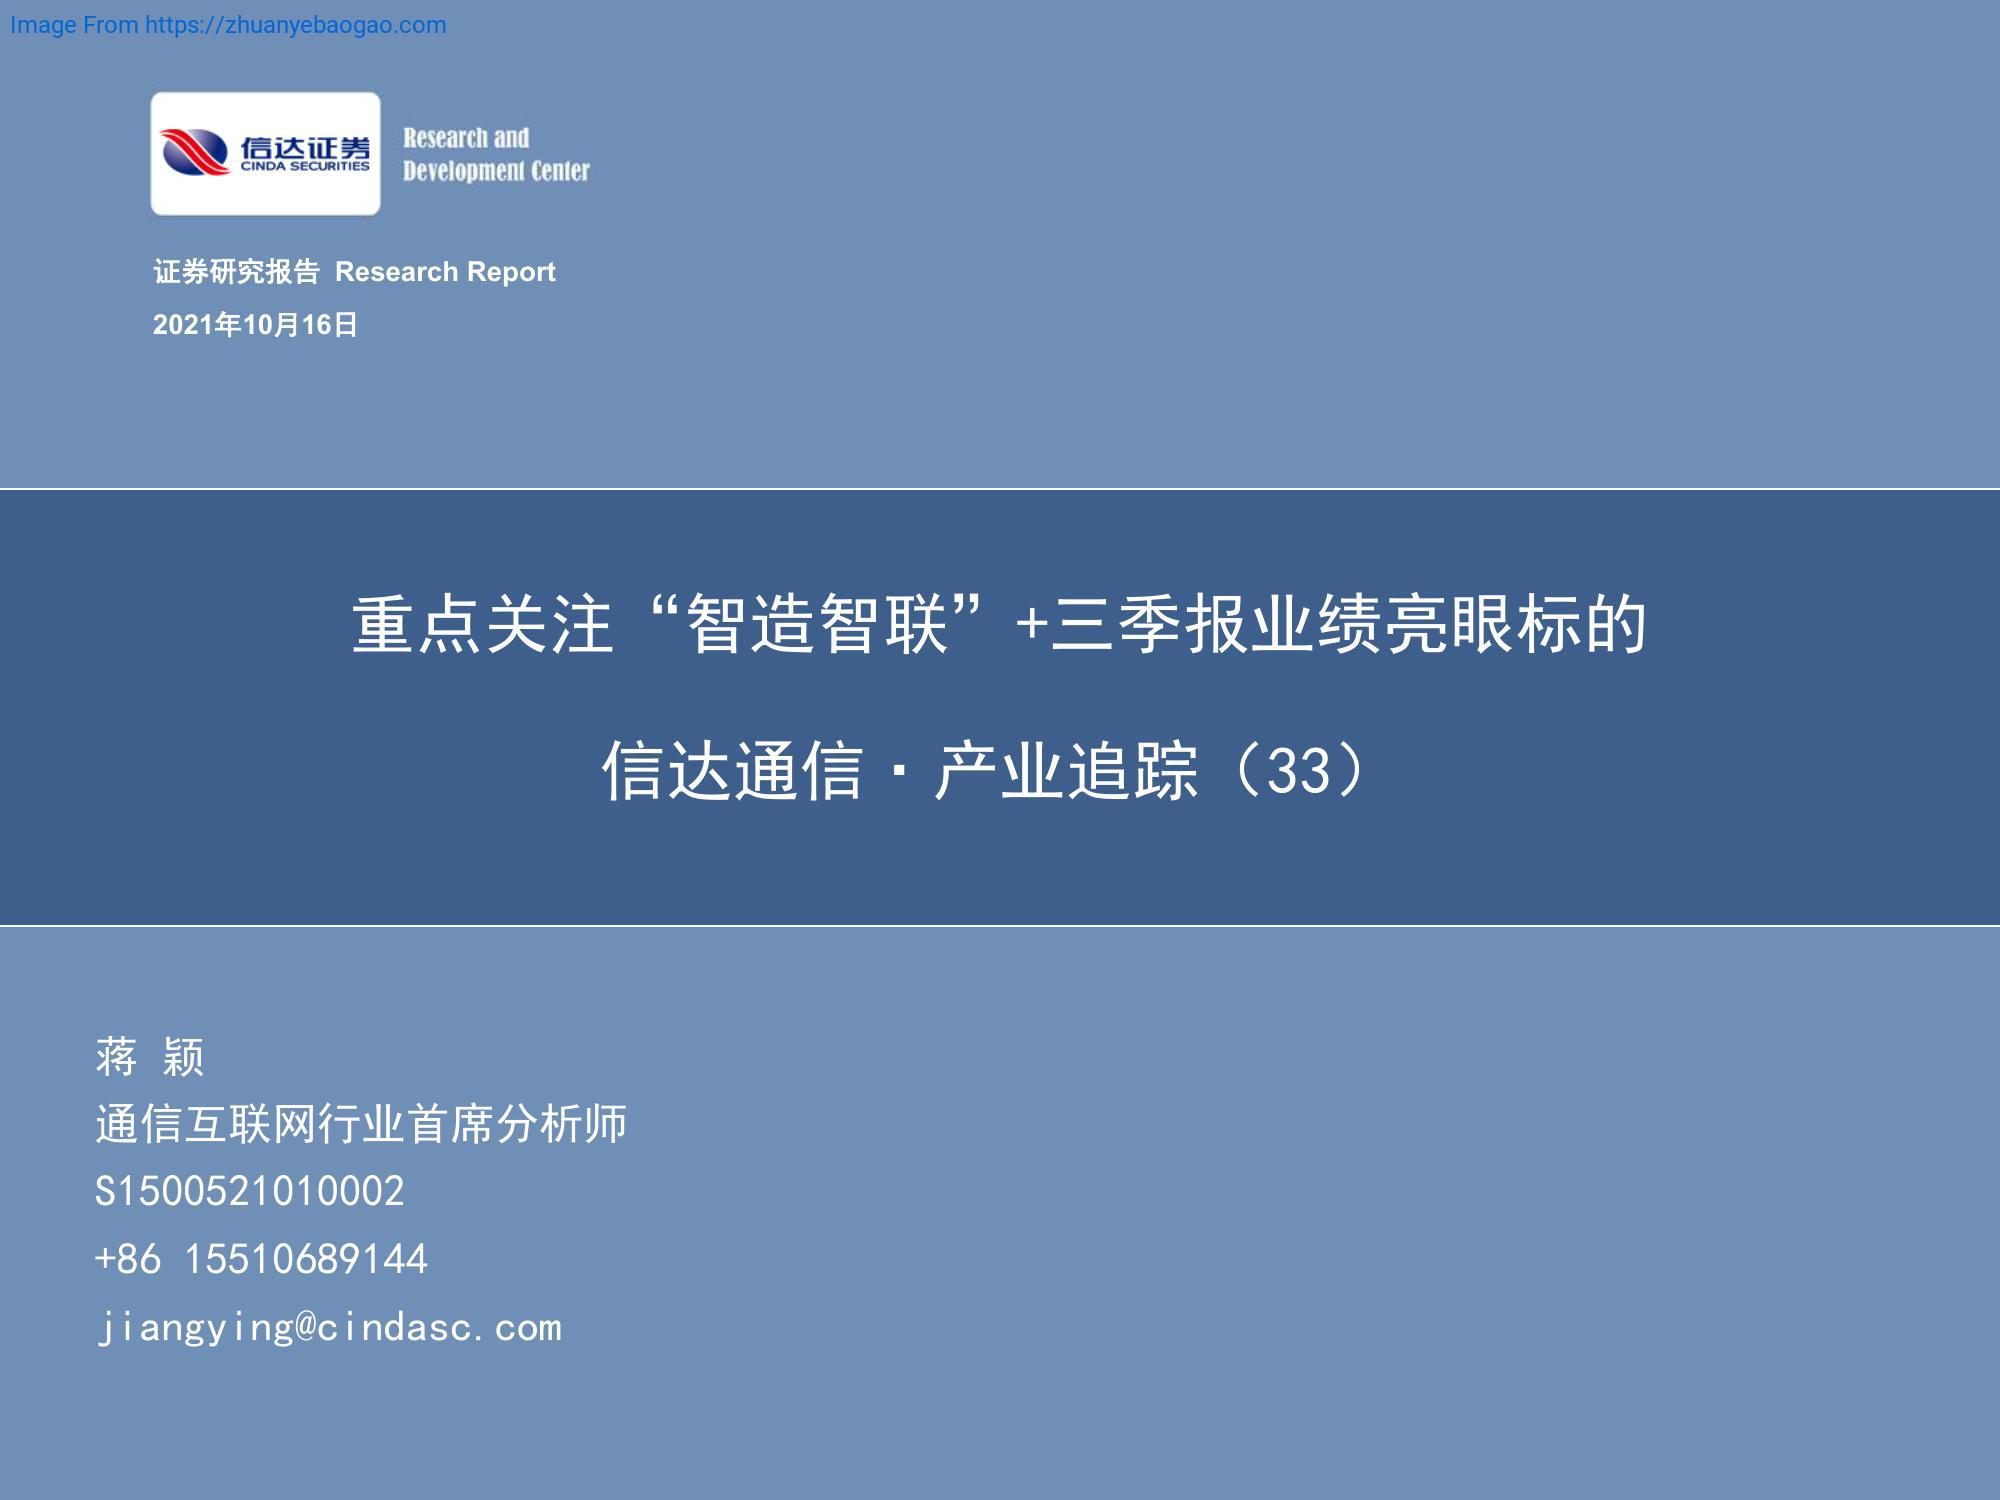 Image From https://zhuanyebaogao.com
信达证券
CINDA SECURITIES
Research and
Development Center
证券研究报告 Research Report
2021年10月16日
重点关注“智造智联”+三季报业绩亮眼标的
信达通信·产业追踪（33）
蒋 颖
通信互联网行业首席分析师
S1500521010002
+86 15510689144
jiangying@cindasc.com